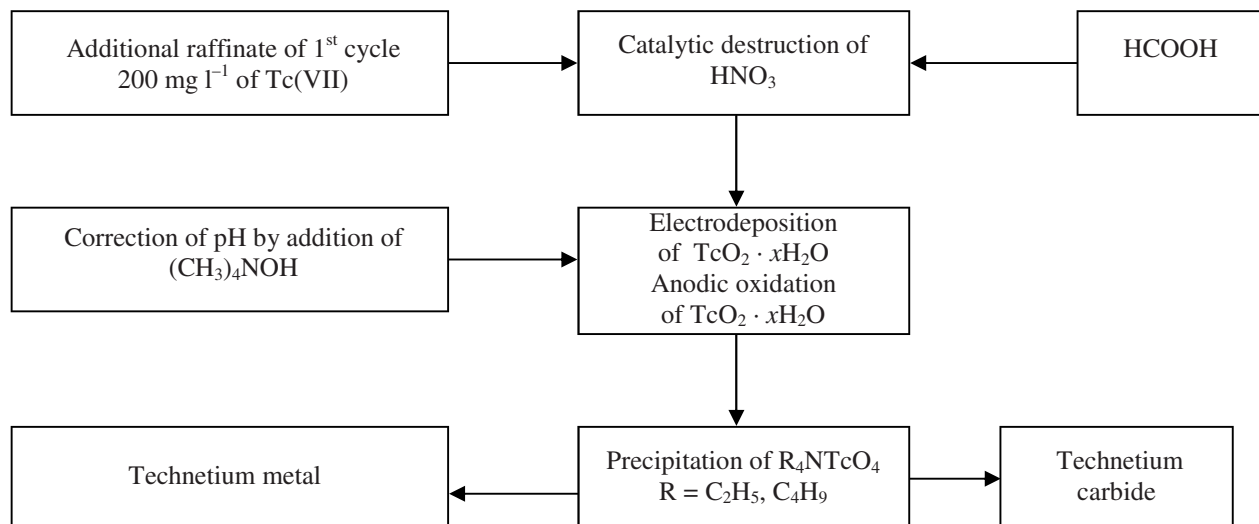 Additional raffinate of 1st cycle
200 mg l–1 of Tc(VII)
Catalytic destruction of
HNO3
HCOOH
Correction of pH by addition of
(CH3)4NOH
Electrodeposition
of TcO2 · xH2O
Anodic oxidation
of TcO2 · xH2O
Technetium metal
Precipitation of R4NTcO4
R = C2H5, C4H9
Technetium
carbide